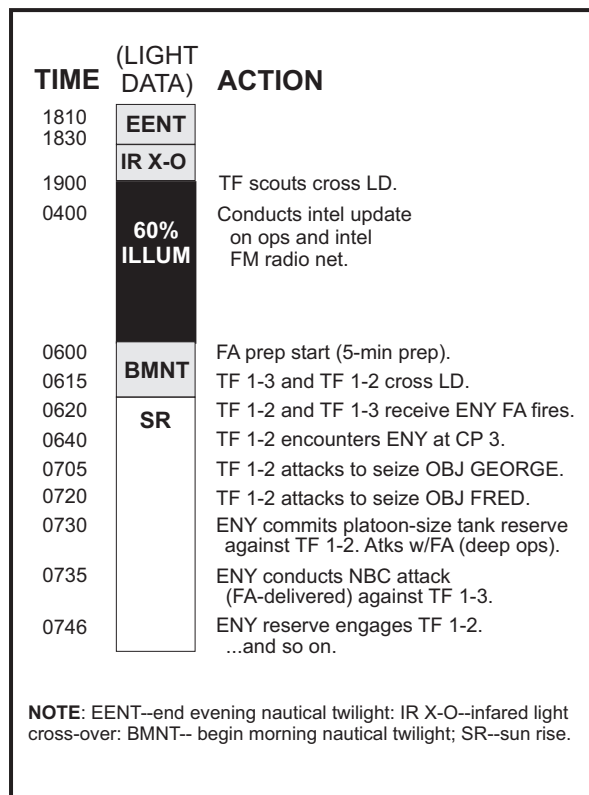 (LIGHT
TIME DATA) ACTION
1810 EENT
1830
IR X-O
1900 TF scouts cross LD.
0400 Conducts intel update
60% on ops and intel
ILLUM FM radio net.
0600 FA prep start (5-min prep).
BMNT
0615 TF 1-3 and TF 1-2 cross LD.
0620 SR TF 1-2 and TF 1-3 receive ENY FA fires.
0640 TF 1-2 encounters ENY at CP 3.
0705 TF 1-2 attacks to seize OBJ GEORGE.
0720 TF 1-2 attacks to seize OBJ FRED.
0730 ENY commits platoon-size tank reserve
against TF 1-2. Atks w/FA (deep ops).
0735 ENY conducts NBC attack
(FA-delivered) against TF 1-3.
0746 ENY reserve engages TF 1-2.
...and so on.
NOTE: EENT--end evening nautical twilight: IR X-O--infared light
cross-over: BMNT-- begin morning nautical twilight; SR--sun rise.